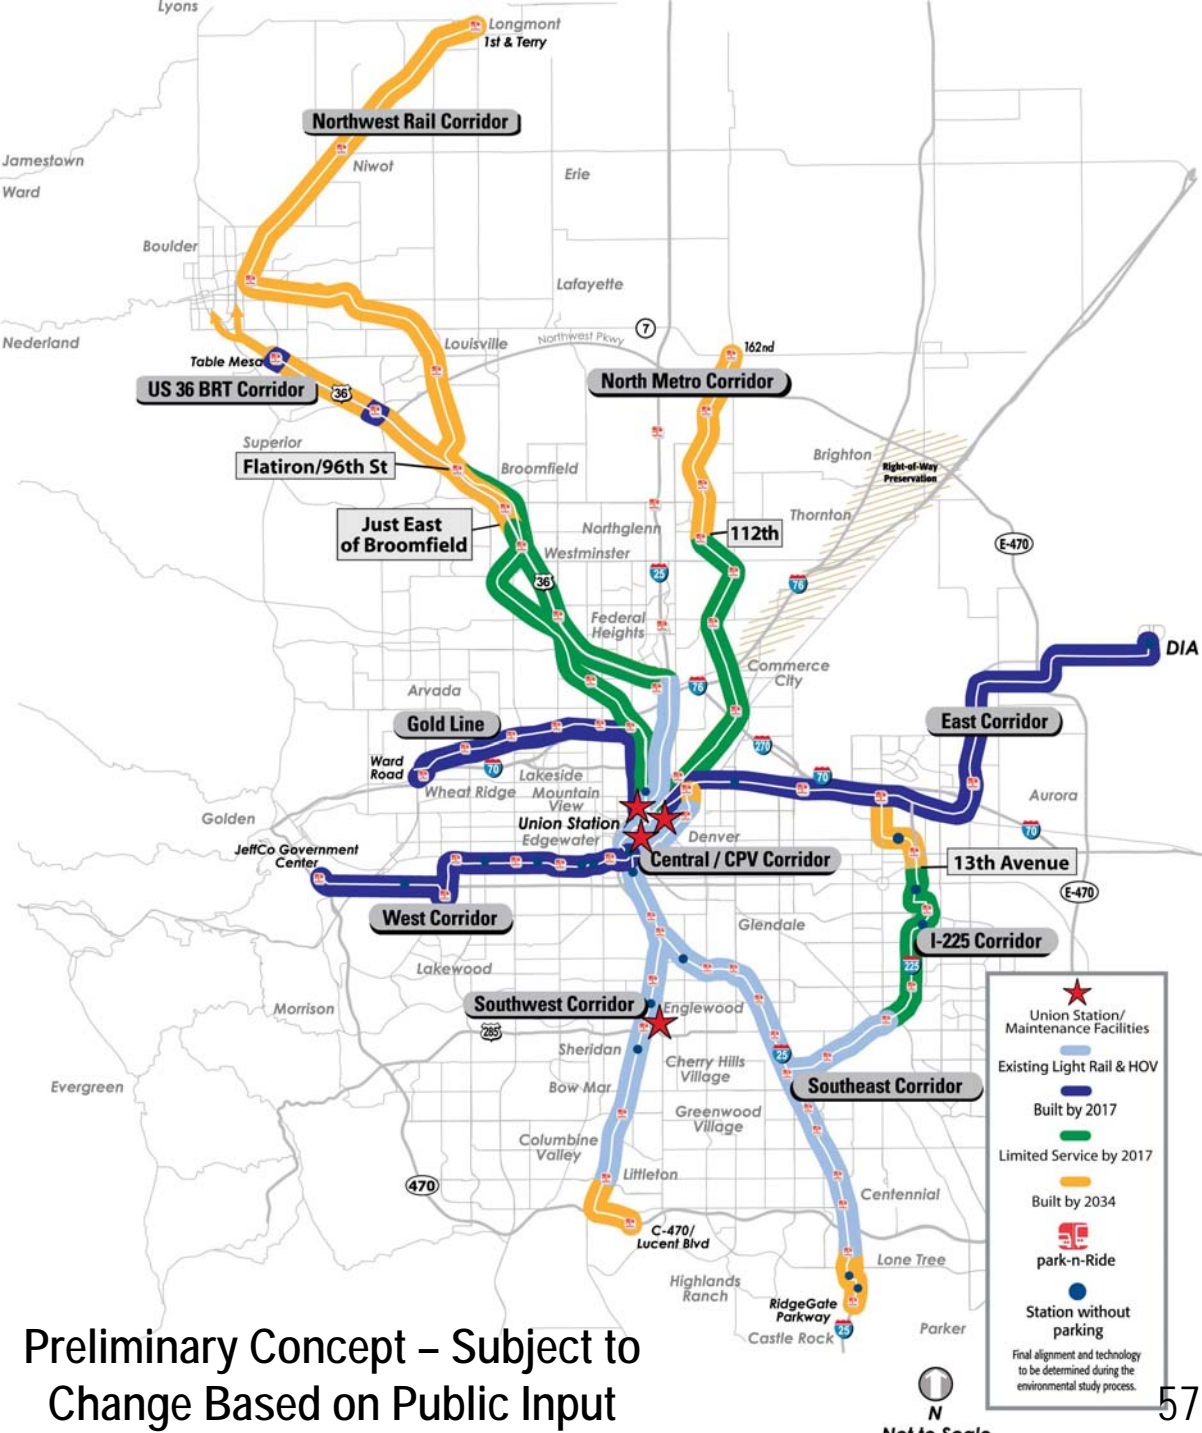 Lyons
Longmont
1st & Terry
Northwest Rail Corridor
Jamestown
Niwot
Erie
Ward
Boulder
Lafayette
Nederland
Louisville
Northwest Pkwy
7
162nd
Table Mesa
US 36 BRT Corridor
36
North Metro Corridor
Superior
Flatiron/96th St
Broomfield
Brighton
Right-of-Way
Preservation
Just East
of Broomfield
Northglenn
Thornton
112th
E-470
Westminster
36
25
76
Federal
Heights
DIA
Commerce
City
76
Arvada
Gold Line
East Corridor
270
Ward
Road
70
Lakeside
70
Wheat Ridge
Mountain
View
Aurora
Golden
Union Station
Edgewater
Denver
70
JeffCo Government
Center
Central / CPV Corridor
13th Avenue
E-470
West Corridor
Glendale
I-225 Corridor
Lakewood
225
Morrison
Southwest Corridor
Englewood
285
Sheridan
25
Cherry Hills
Village
Evergreen
Bow Mar
Southeast Corridor
Greenwood
Village
Columbine
Valley
Littleton
470
Centennial
C-470/
Lucent Blvd
Lone Tree
Highlands
Ranch
RidgeGate
Parkway
25
Castle Rock
Parker
Union Station/
Maintenance Facilities
Existing Light Rail & HOV
Built by 2017
Limited Service by 2017
Built by 2034
park-n-Ride
Station without
parking
Final alignment and technology
to be determined during the
environmental study process.
Preliminary Concept – Subject to
Change Based on Public Input
N
Not to Scale
57